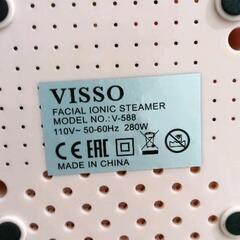 VISSO
FACIAL IONIC STEAMER
MODEL NO.: V-588
110V~ 50-60Hz 280W
CE EAC
MADE IN CHINA